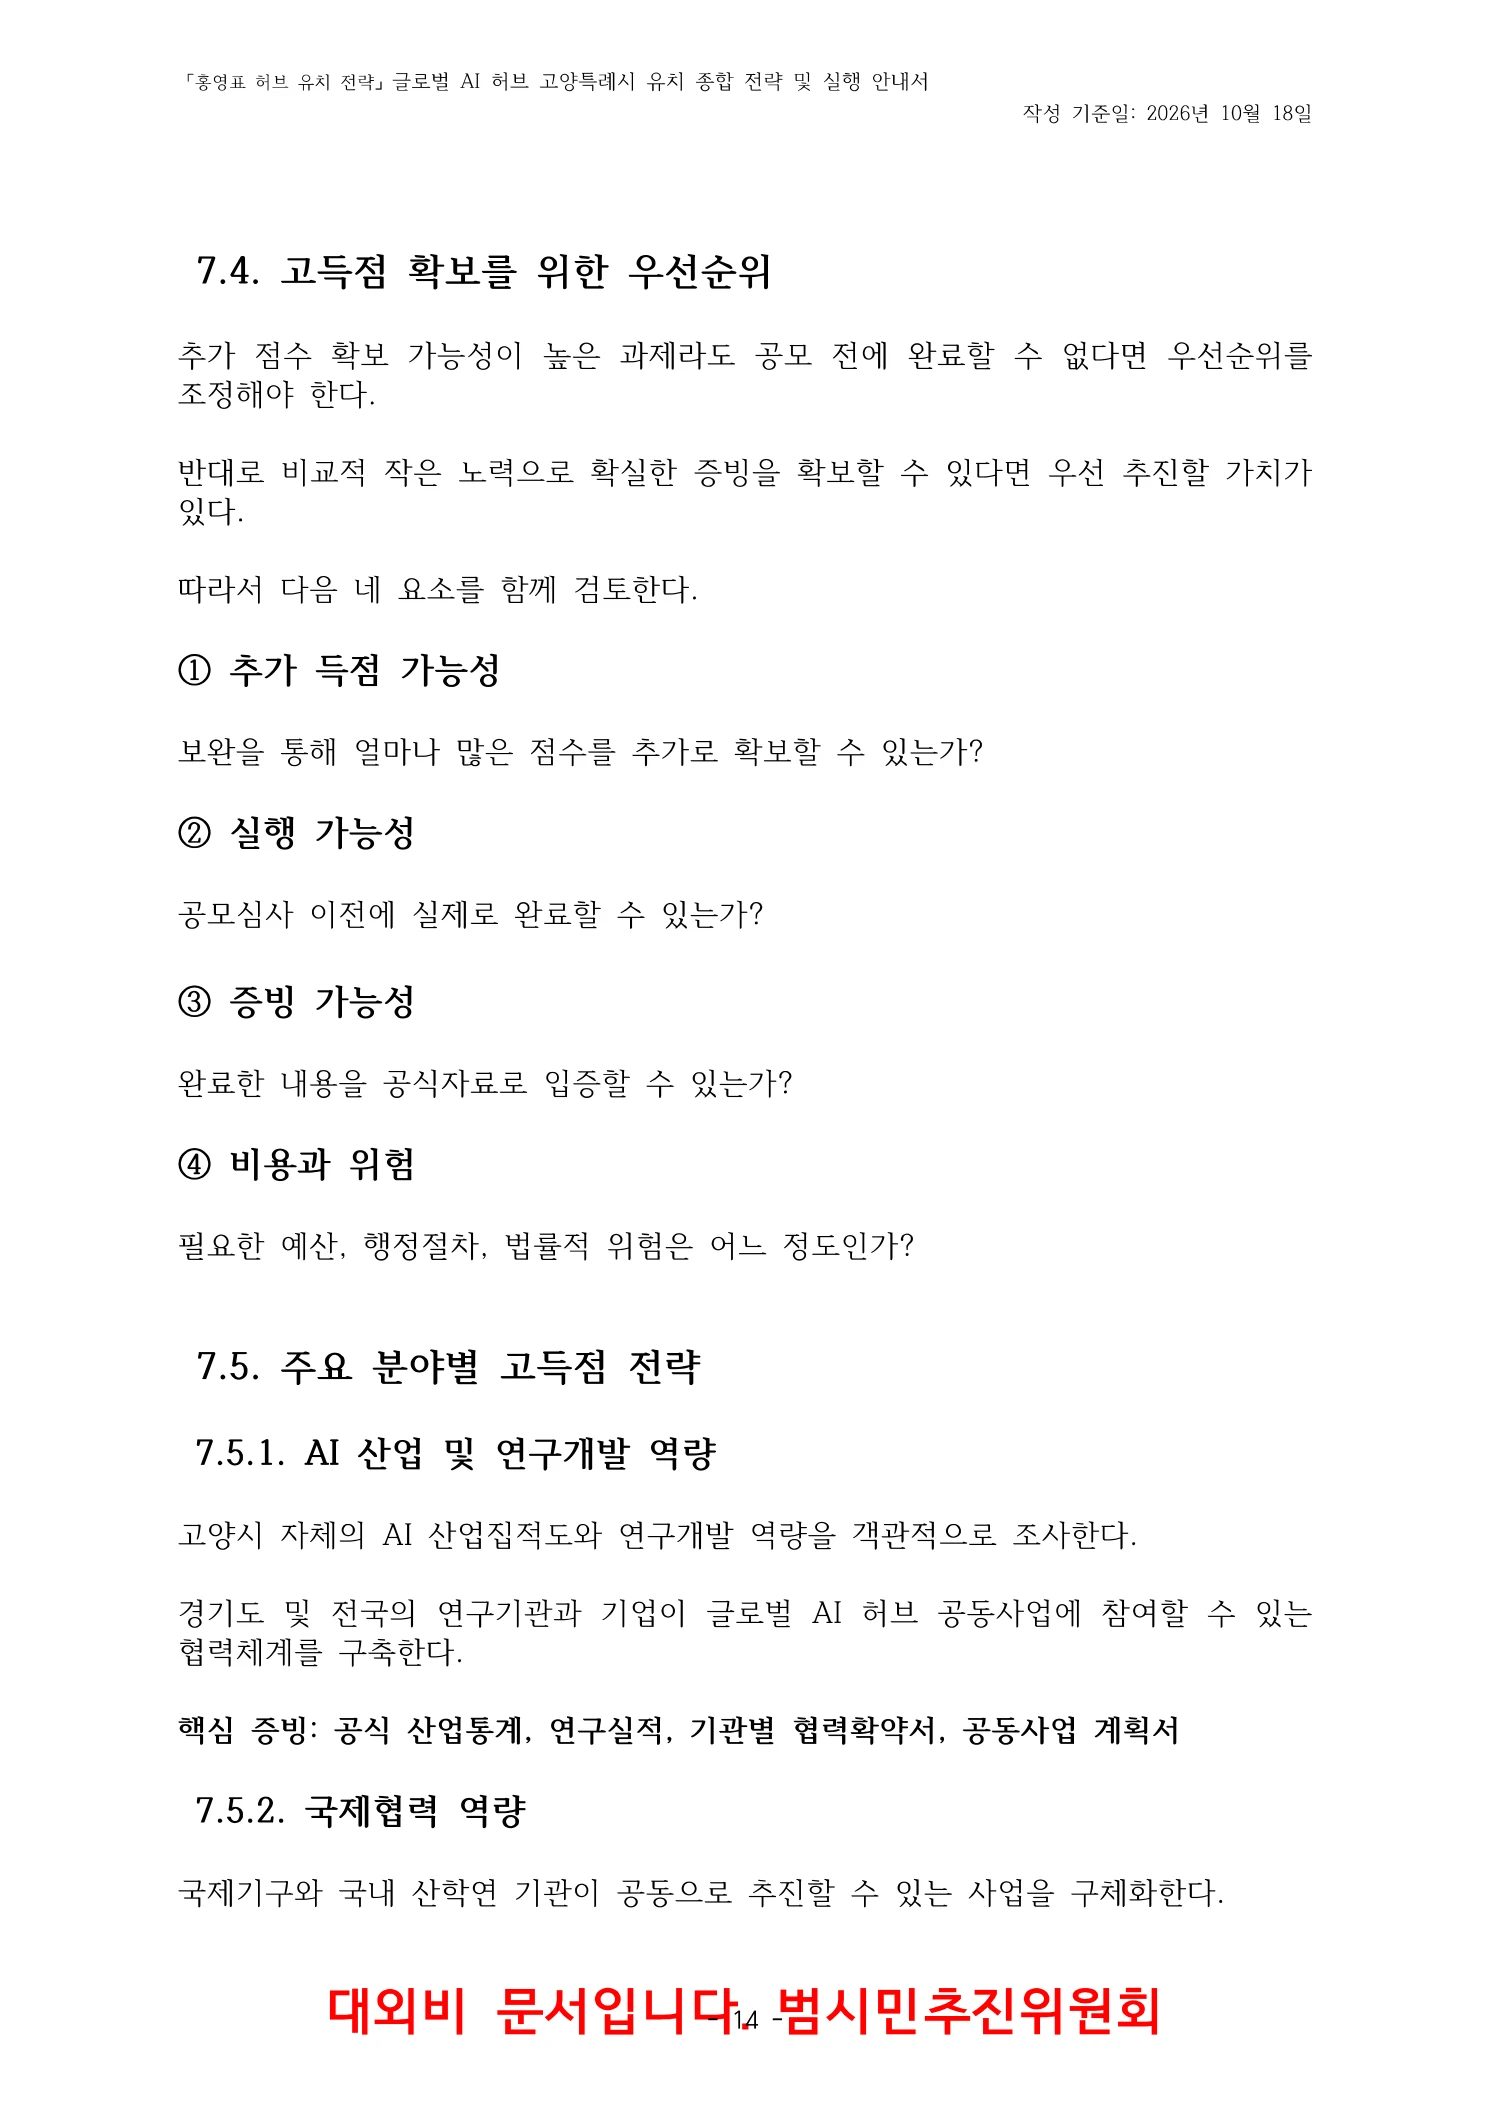 「홍영표 허브 유치 전략」 글로벌 AI 허브 고양특례시 유치 종합 전략 및 실행 안내서
작성 기준일: 2026년 10월 18일
7.4. 고득점 확보를 위한 우선순위
추가 점수 확보 가능성이 높은 과제라도 공모 전에 완료할 수 없다면 우선순위를
조정해야 한다.
반대로 비교적 작은 노력으로 확실한 증빙을 확보할 수 있다면 우선 추진할 가치가
있다.
따라서 다음 네 요소를 함께 검토한다.
① 추가 득점 가능성
보완을 통해 얼마나 많은 점수를 추가로 확보할 수 있는가?
② 실행 가능성
공모심사 이전에 실제로 완료할 수 있는가?
③ 증빙 가능성
완료한 내용을 공식자료로 입증할 수 있는가?
④ 비용과 위험
필요한 예산, 행정절차, 법률적 위험은 어느 정도인가?
7.5. 주요 분야별 고득점 전략
7.5.1. AI 산업 및 연구개발 역량
고양시 자체의 AI 산업집적도와 연구개발 역량을 객관적으로 조사한다.
경기도 및 전국의 연구기관과 기업이 글로벌 AI 허브 공동사업에 참여할 수 있는
협력체계를 구축한다.
핵심 증빙: 공식 산업통계, 연구실적, 기관별 협력확약서, 공동사업 계획서
7.5.2. 국제협력 역량
국제기구와 국내 산학연 기관이 공동으로 추진할 수 있는 사업을 구체화한다.
대외비 문서입니다. 범시민추진위원회
- 14 -